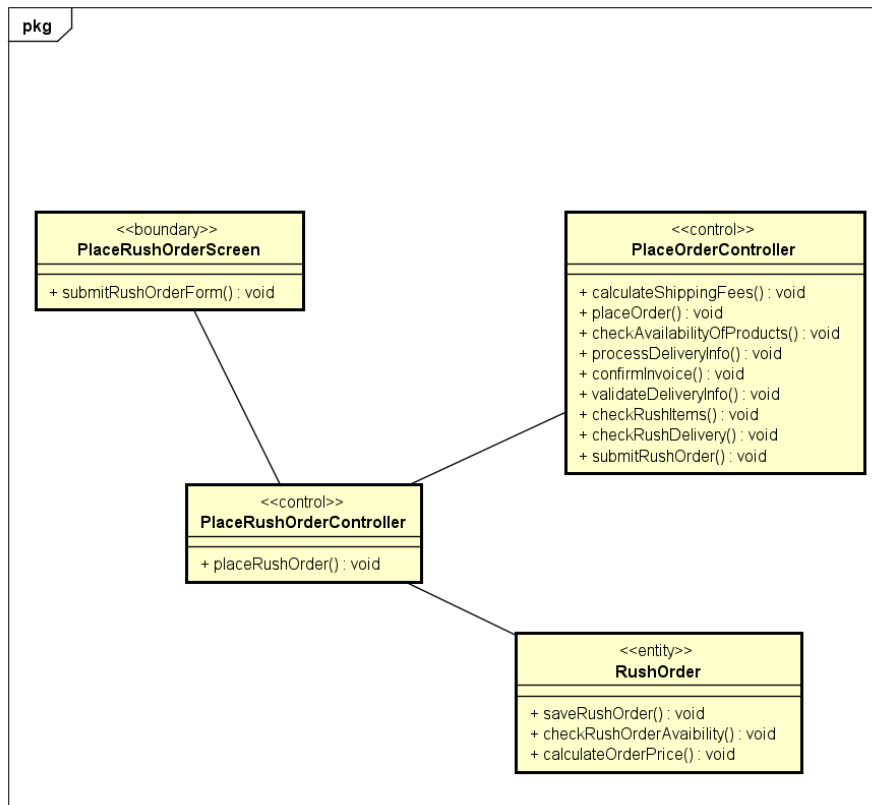 pkg
<<boundary>>
PlaceRushOrderScreen
+ submitRushOrderForm() : void
<<control>>
PlaceOrderController
+ calculateShippingFees() : void
+ placeOrder() : void
+ checkAvailabilityOfProducts() : void
+ processDeliveryInfo() : void
+ confirmInvoice() : void
+ validateDeliveryInfo() : void
+ checkRushItems() : void
+ checkRushDelivery() : void
+ submitRushOrder() : void
<<control>>
PlaceRushOrderController
+ placeRushOrder() : void
<<entity>>
RushOrder
+ saveRushOrder() : void
+ checkRushOrderAvaibility() : void
+ calculateOrderPrice() : void